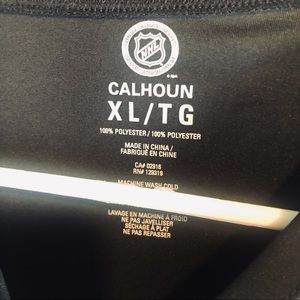 NHL
CALHOUN
XL/TG
100% POLYESTER / 100% POLYESTER
MADE IN CHINA /
FABRIQUÉ EN CHINE
CA# 02916
RN# 129319
MACHINE WASH COLD
LAVAGE EN MACHINE À FROID
NE PAS JAVELLISER
SÉCHAGE À PLAT
NE PAS REPASSER